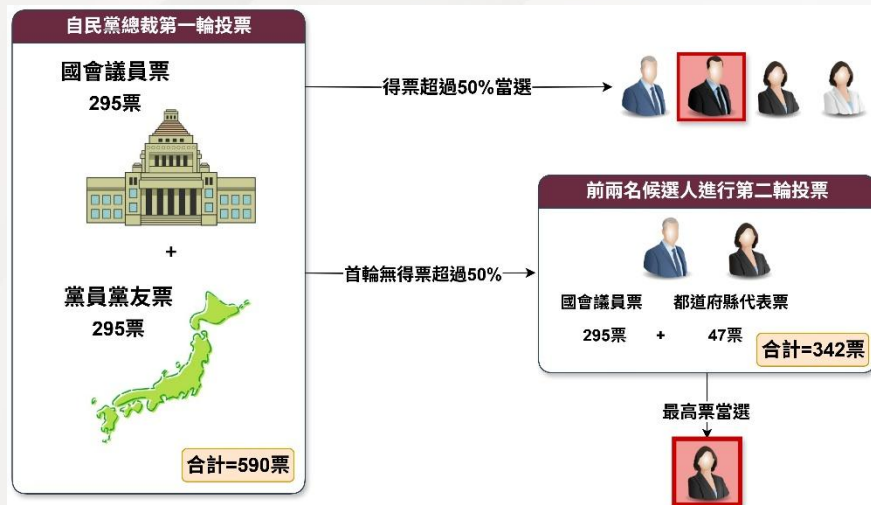 自民黨總裁第一輪投票
國會議員票
295票
+
黨員黨友票
295票
合計=590票
得票超過50%當選
首輪無得票超過50%
前兩名候選人進行第二輪投票
國會議員票 都道府縣代表票
295票 + 47票
合計=342票
最高票當選